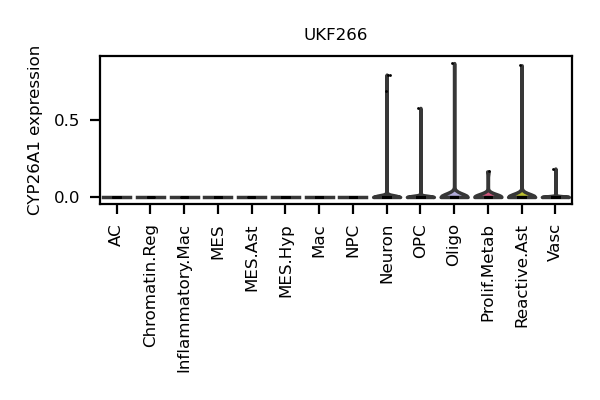 UKF266
CYP26A1 expression
0.5
0.0
AC
Chromatin.Reg
Inflammatory.Mac
MES
MES.Ast
MES.Hyp
Mac
NPC
Neuron
OPC
Oligo
Prolif.Metab
Reactive.Ast
Vasc